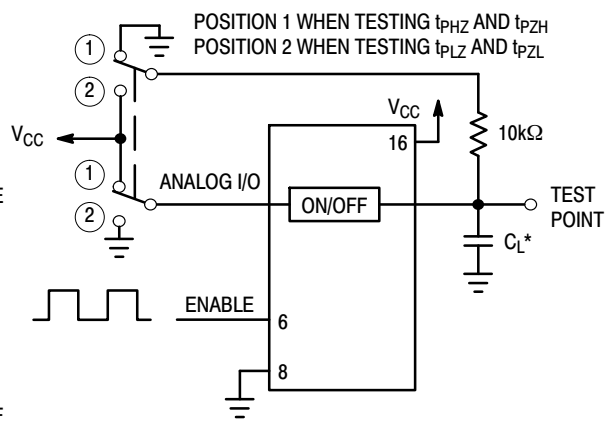 POSITION 1 WHEN TESTING tPHZ AND tPZH
POSITION 2 WHEN TESTING tPLZ AND tPZL
1
2
VCC
VCC
16
10kΩ
1
2
ANALOG I/O
ON/OFF
TEST
POINT
CL*
ENABLE
6
8
E
F